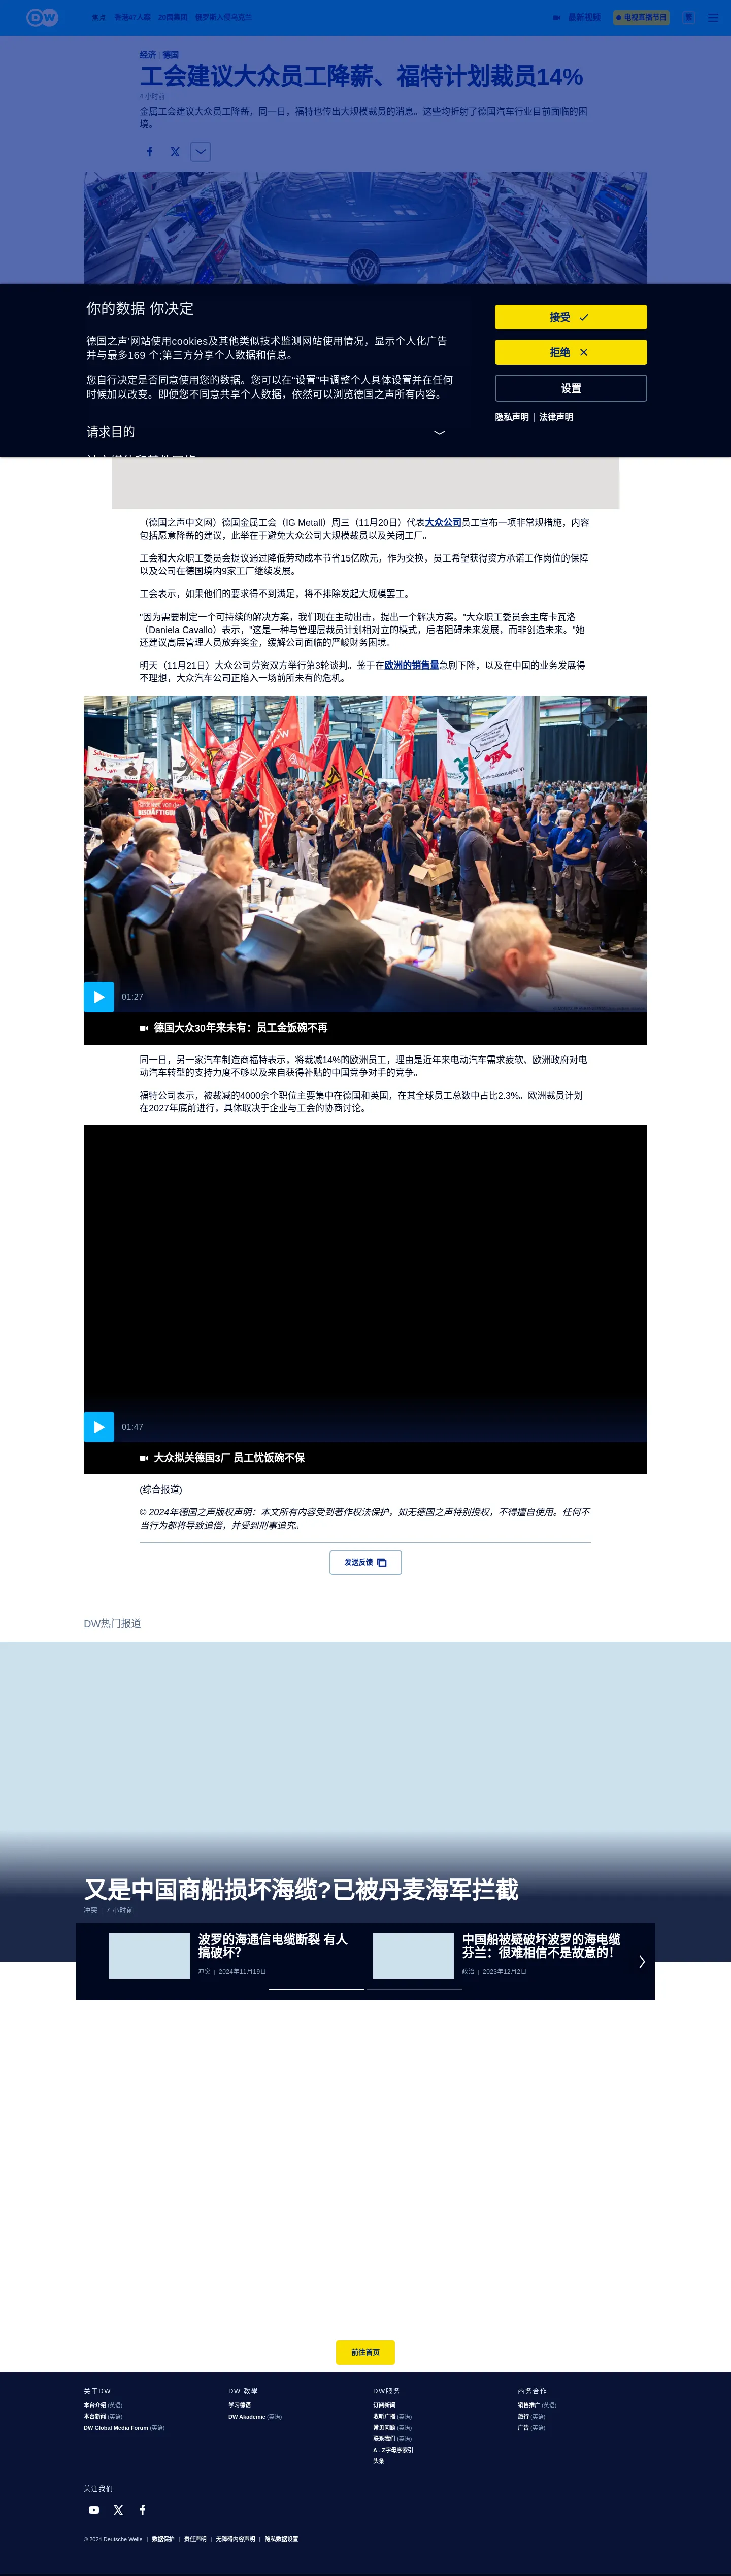 DW
焦点 香港47人案 20国集团 俄罗斯入侵乌克兰
最新视频
电视直播节目
繁
经济 | 德国
工会建议大众员工降薪、福特计划裁员14%
4 小时前
金属工会建议大众员工降薪，同一日，福特也传出大规模裁员的消息。这些均折射了德国汽车行业目前面临的困
境。
你的数据 你决定
德国之声'网站使用cookies及其他类似技术监测网站使用情况，显示个人化广告
并与最多169 个;第三方分享个人数据和信息。
您自行决定是否同意使用您的数据。您可以在"设置"中调整个人具体设置并在任何
时候加以改变。即便您不同意共享个人数据，依然可以浏览德国之声所有内容。
请求目的
接受
拒绝
设置
隐私声明 | 法律声明
（德国之声中文网）德国金属工会（IG Metall）周三（11月20日）代表大众公司员工宣布一项非常规措施，内容
包括愿意降薪的建议，此举在于避免大众公司大规模裁员以及关闭工厂。
工会和大众职工委员会提议通过降低劳动成本节省15亿欧元，作为交换，员工希望获得资方承诺工作岗位的保障
以及公司在德国境内9家工厂继续发展。
工会表示，如果他们的要求得不到满足，将不排除发起大规模罢工。
"因为需要制定一个可持续的解决方案，我们现在主动出击，提出一个解决方案。"大众职工委员会主席卡瓦洛
（Daniela Cavallo）表示，"这是一种与管理层裁员计划相对立的模式，后者阻碍未来发展，而非创造未来。"她
还建议高层管理人员放弃奖金，缓解公司面临的严峻财务困境。
明天（11月21日）大众公司劳资双方举行第3轮谈判。鉴于在欧洲的销售量急剧下降，以及在中国的业务发展得
不理想，大众汽车公司正陷入一场前所未有的危机。
01:27
德国大众30年来未有：员工金饭碗不再
同一日，另一家汽车制造商福特表示，将裁减14%的欧洲员工，理由是近年来电动汽车需求疲软、欧洲政府对电
动汽车转型的支持力度不够以及来自获得补贴的中国竞争对手的竞争。
福特公司表示，被裁减的4000余个职位主要集中在德国和英国，在其全球员工总数中占比2.3%。欧洲裁员计划
在2027年底前进行，具体取决于企业与工会的协商讨论。
01:47
大众拟关德国3厂 员工忧饭碗不保
(综合报道)
© 2024年德国之声版权声明：本文所有内容受到著作权法保护，如无德国之声特别授权，不得擅自使用。任何不
当行为都将导致追偿，并受到刑事追究。
发送反馈
DW热门报道
又是中国商船损坏海缆?已被丹麦海军拦截
冲突 | 7 小时前
波罗的海通信电缆断裂 有人
搞破坏？
冲突 | 2024年11月19日
中国船被疑破坏波罗的海电缆
芬兰：很难相信不是故意的！
政治 | 2023年12月2日
前往首页
关于DW
本台介绍 (英语)
本台新闻 (英语)
DW Global Media Forum (英语)
DW 教學
学习德语
DW Akademie (英语)
DW服务
订阅新闻
收听广播 (英语)
常见问题 (英语)
联系我们 (英语)
A - Z字母序索引
头条
商务合作
销售推广 (英语)
旅行 (英语)
广告 (英语)
关注我们
© 2024 Deutsche Welle | 数据保护 | 责任声明 | 无障碍内容声明 | 隐私数据设置